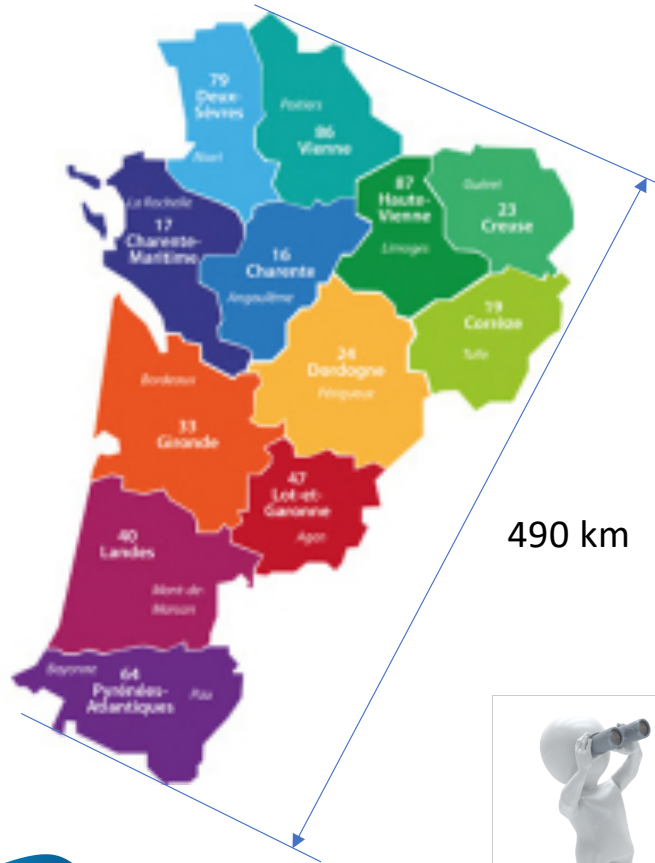 79
Deux-
Sèvres
Niort
Poitiers
86
Vienne
La Rochelle
17
Charente-
Maritime
16
Charente
Angoulême
87
Haute-
Vienne
Limoges
Guéret
23
Creuse
19
Corrèze
Tulle
24
Dordogne
Périgueux
Bordeaux
33
Gironde
47
Lot-et-
Garonne
Agen
40
Landes
Mont-de-
Marsan
Bayonne
64
Pyrénées-
Atlantiques
Pau
490 km